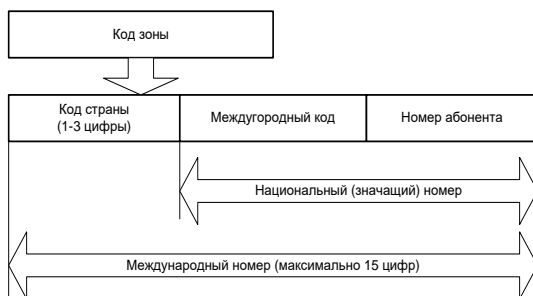 Код зоны
Код страны
(1-3 цифры)
Междугородный код
Номер абонента
Национальный (значащий) номер
Международный номер (максимально 15 цифр)